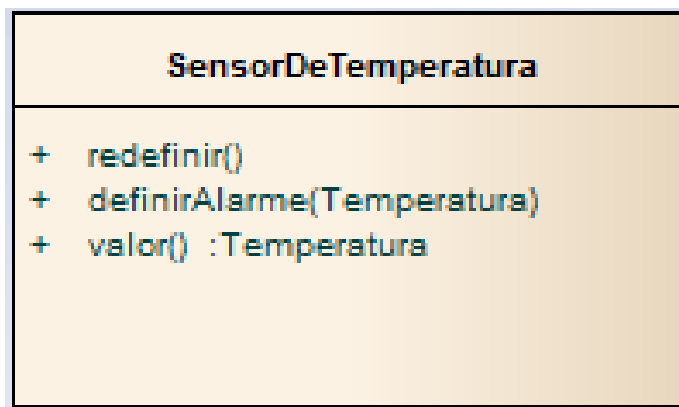 SensorDeTemperatura
+ redefinir()
+ definirAlarme(Temperatura)
+ valor() :Temperatura